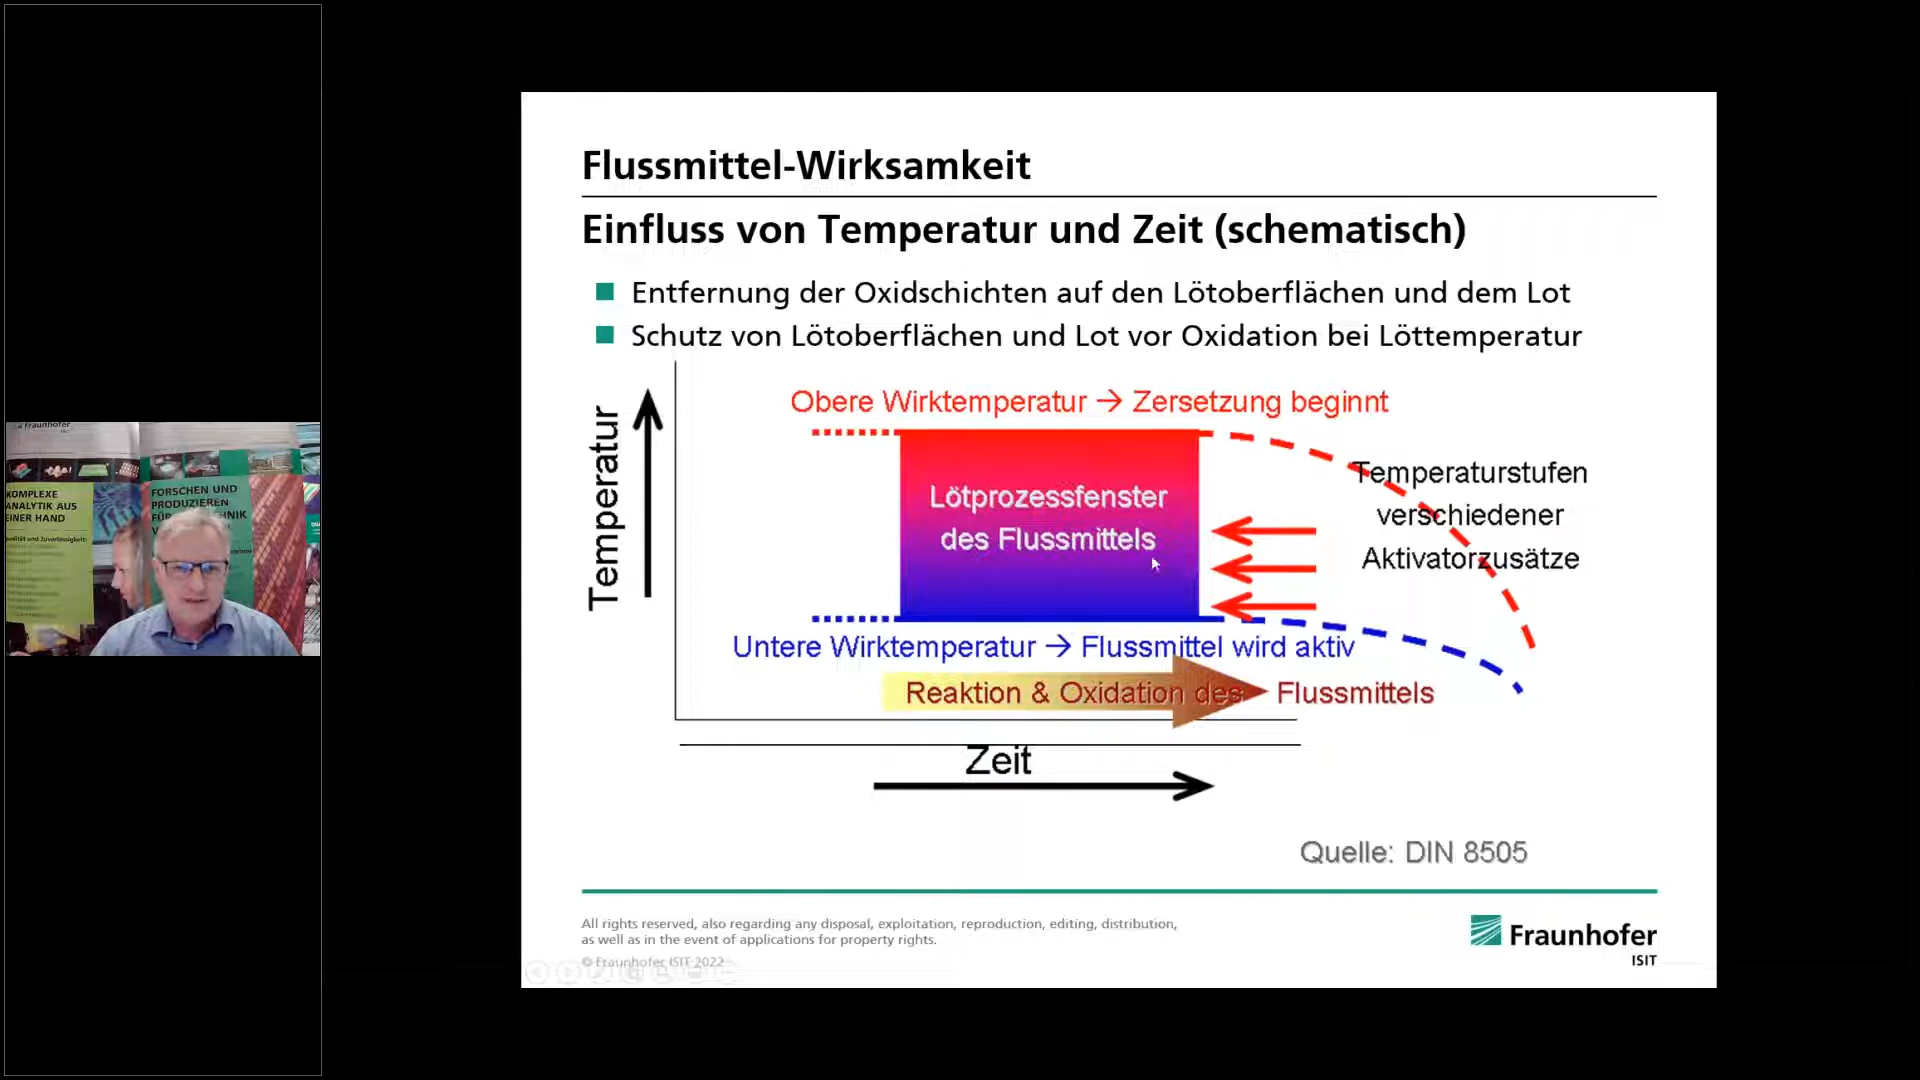 Fraunhofer
KOMPLEXE
ANALYTIK AUS
EINER HAND
FORSCHEN UND
PRODUZIEREN
Flussmittel-Wirksamkeit
Einfluss von Temperatur und Zeit (schematisch)
Entfernung der Oxidschichten auf den Lötoberflächen und dem Lot
Schutz von Lötoberflächen und Lot vor Oxidation bei Löttemperatur
Temperatur
Obere Wirktemperatur → Zersetzung beginnt
Lötprozessfenster
des Flussmittels
Temperaturstufen
verschiedener
Aktivatorzusätze
Untere Wirktemperatur → Flussmittel wird aktiv
Reaktion & Oxidation des Flussmittels
Zeit
Quelle: DIN 8505
All rights reserved, also regarding any disposal, exploitation, reproduction, editing, distribution,
as well as in the event of applications for property rights.
© Fraunhofer ISIT 2022
Fraunhofer
ISIT